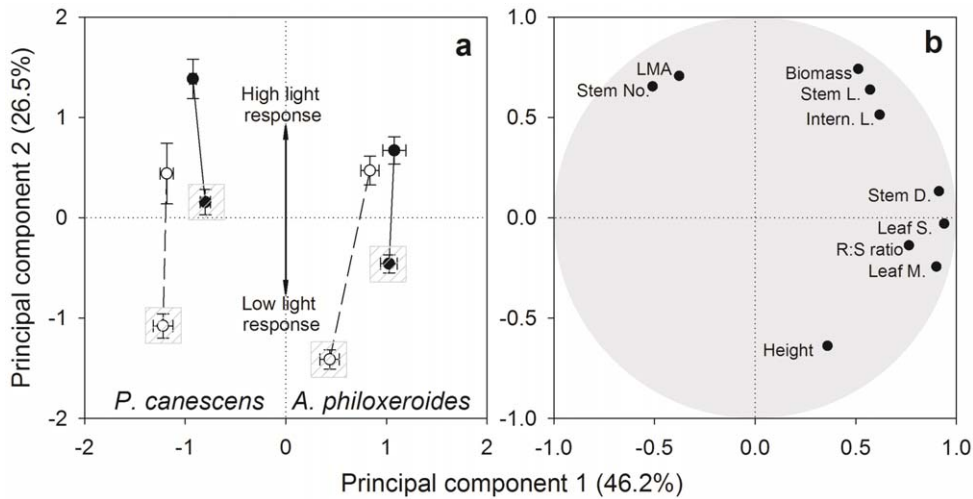 a
b
Principal component 2 (26.5%)
2
1
0
-1
-2
High light
response
Low light
response
P. canescens
A. philoxeroides
-2
-1
0
1
2
1.0
0.5
0.0
-0.5
-1.0
LMA
Stem No.
Biomass
Stem L.
Intern. L.
Stem D.
Leaf S.
R:S ratio
Leaf M.
Height
-1.0
-0.5
0.0
0.5
1.0
Principal component 1 (46.2%)